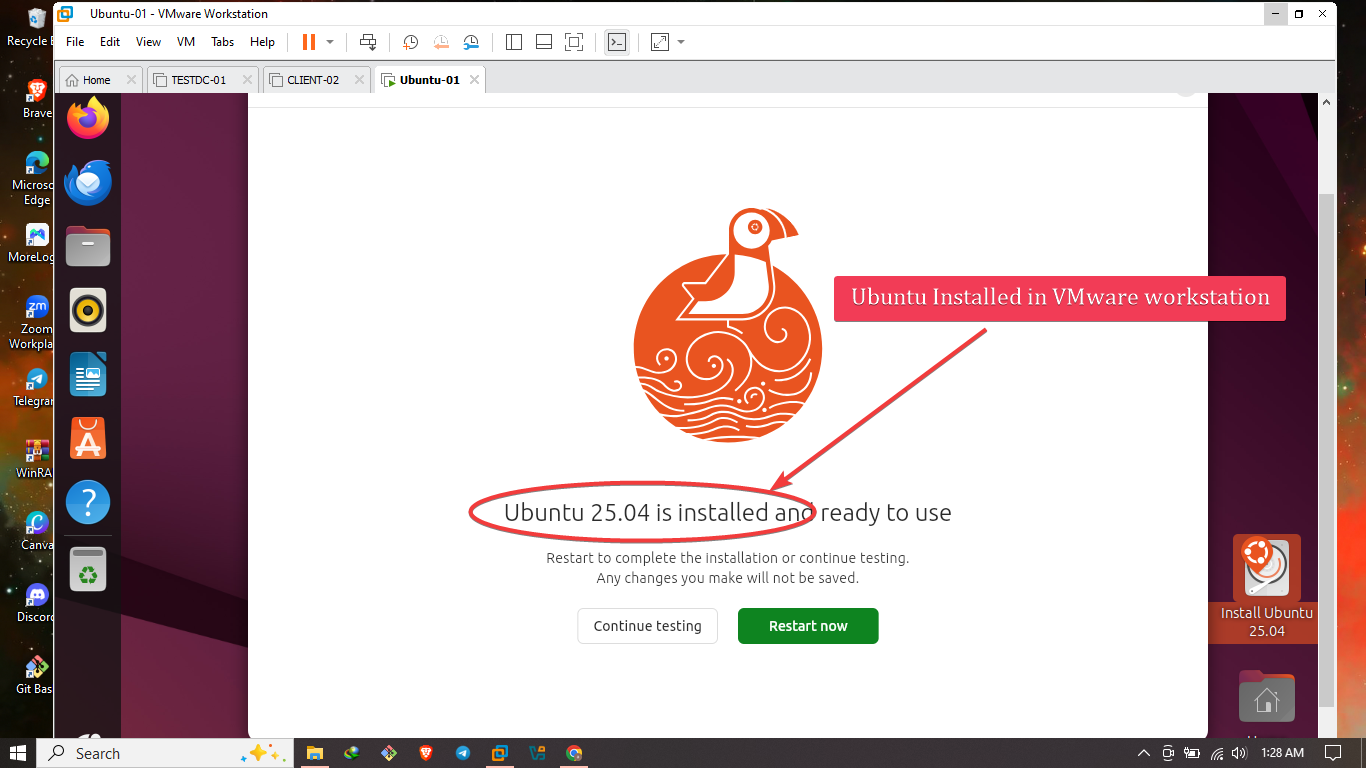 Ubuntu-01 - VMware Workstation
File Edit View VM Tabs Help
Home TESTDC-01 CLIENT-02 Ubuntu-01
Recycle
Brave
Microso
Edge
MoreLog
Zoom
Workpla
Telegram
WinRA
Canva
Discord
Git Bas
Ubuntu Installed in VMware workstation
Ubuntu 25.04 is installed and ready to use
Restart to complete the installation or continue testing.
Any changes you make will not be saved.
Continue testing Restart now
Install Ubuntu
25.04
Search
1:28 AM